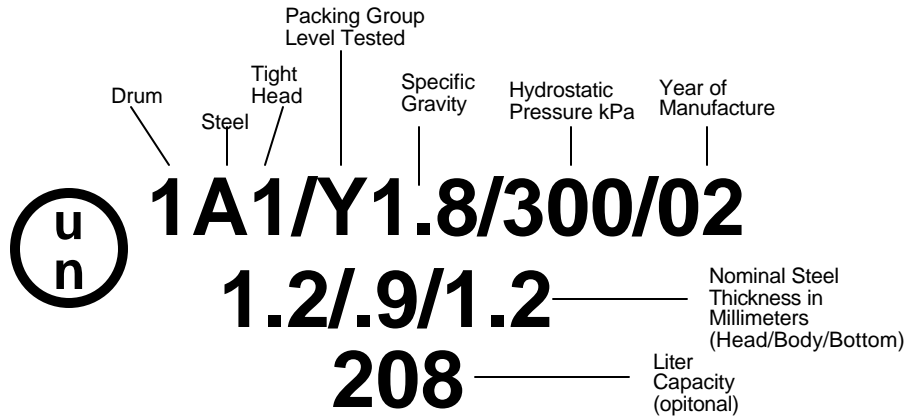 Packing Group
Level Tested
Drum
Steel
Tight
Head
Specific
Gravity
Hydrostatic
Pressure kPa
Year of
Manufacture
u
n
1A1/Y1.8/300/02
1.2/.9/1.2
Nominal Steel
Thickness in
Millimeters
(Head/Body/Bottom)
208
Liter
Capacity
(opitonal)